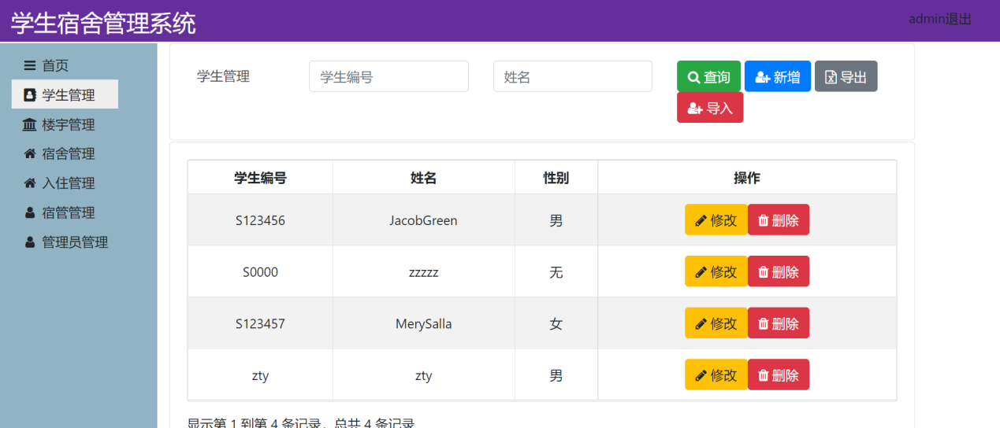 学生宿舍管理系统
admin退出
首页
学生管理
楼宇管理
宿舍管理
入住管理
宿管管理
管理员管理
学生管理 学生编号 姓名 查询 新增 导出
导入
学生编号 姓名 性别 操作
S123456 JacobGreen 男 修改 删除
S0000 zzzzz 无 修改 删除
S123457 MerySalla 女 修改 删除
zty zty 男 修改 删除
显示第 1 到第 4 条记录，总共 4 条记录